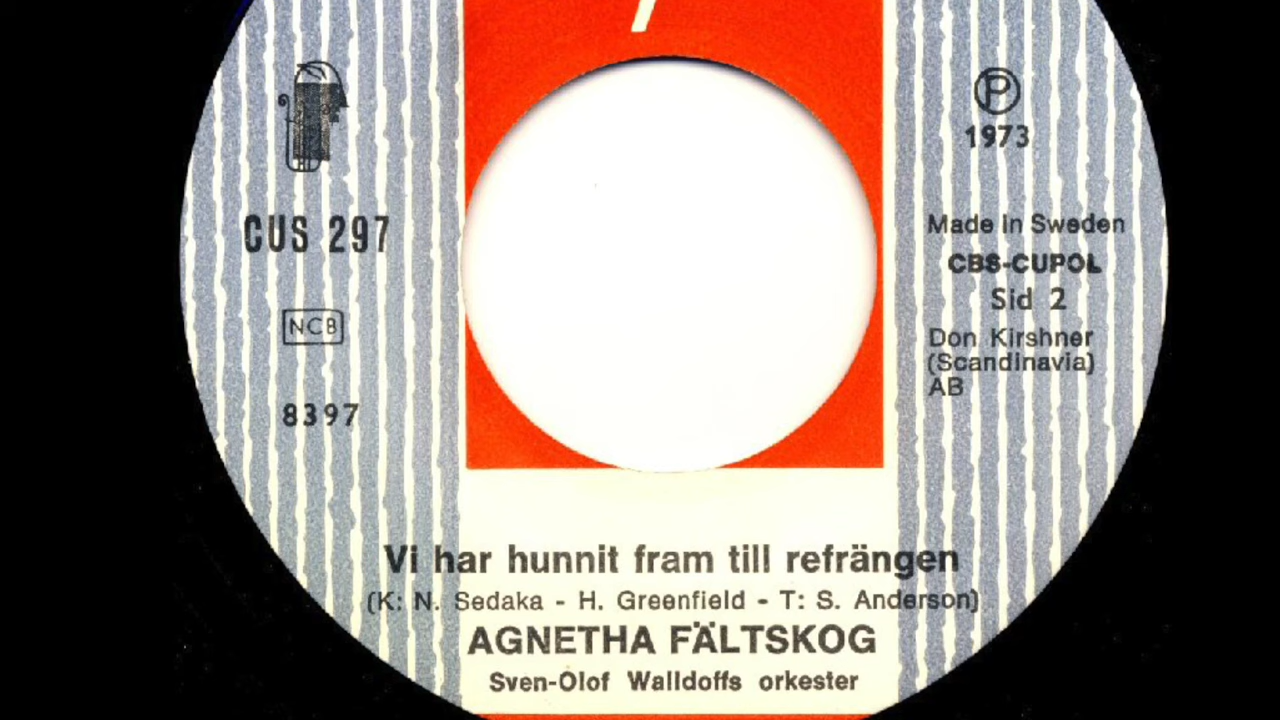 CUS 297
NCB
8397
P
1973
Made in Sweden
CBS-CUPOL
Sid 2
Don Kirshner
(Scandinavia)
AB
Vi har hunnit fram till refrängen
(K: N. Sedaka - H. Greenfield - T: S. Anderson)
AGNETHA FÄLTSKOG
Sven-Olof Walldoffs orkester